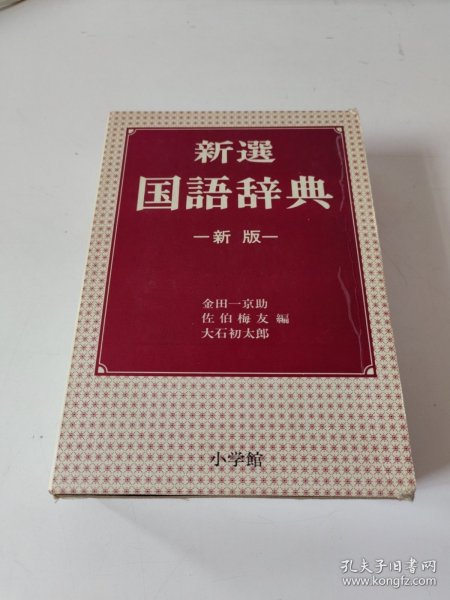 新選
国語辞典
—新版—
金田一京助
佐伯梅友 編
大石初太郎
小学館
孔夫子旧书网
www.kongfz.com